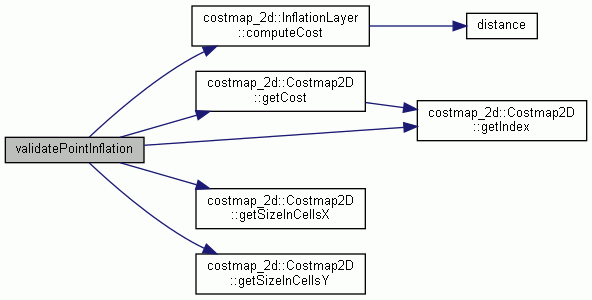 costmap_2d::InflationLayer
::computeCost
distance
costmap_2d::Costmap2D
::getCost
costmap_2d::Costmap2D
::getIndex
validatePointInflation
costmap_2d::Costmap2D
::getSizeInCellsX
costmap_2d::Costmap2D
::getSizeInCellsY